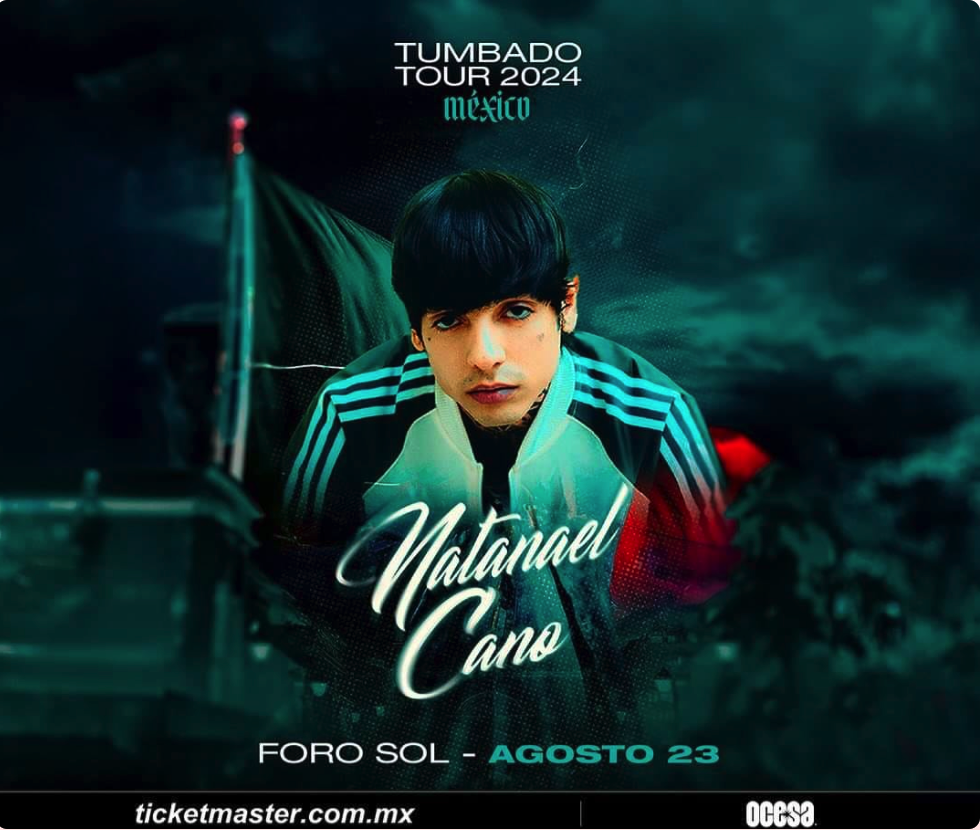 TUMBADO
TOUR 2024
méxico
Natanael
Cano
FORO SOL - AGOSTO 23
ticketmaster.com.mx
ocesa